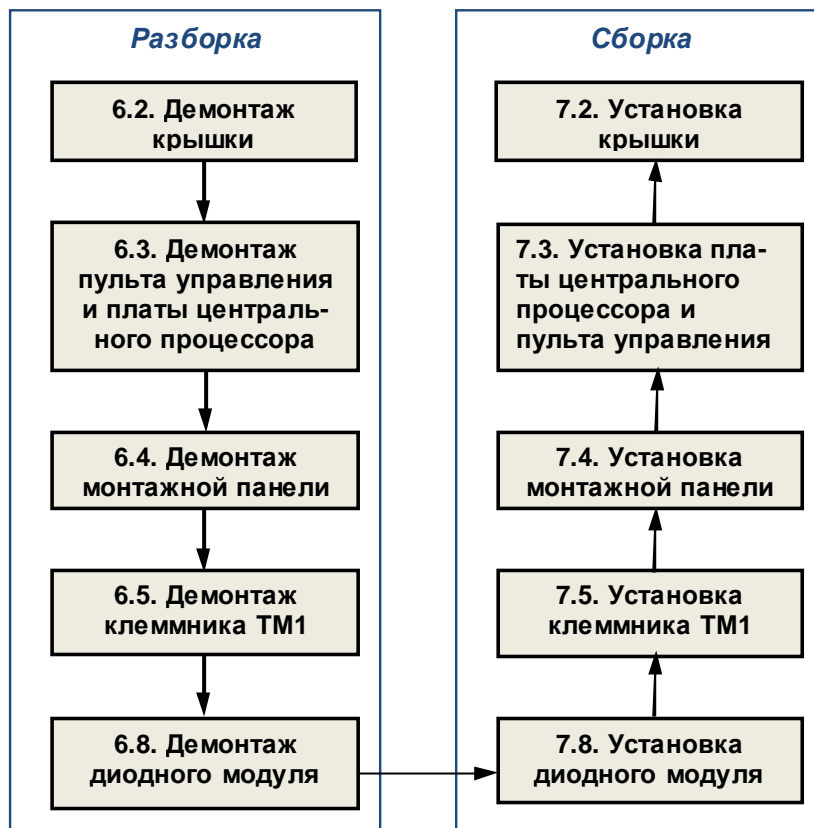 Разборка
6.2. Демонтаж
крышки
6.3. Демонтаж
пульта управления
и платы централь-
ного процессора
6.4. Демонтаж
монтажной панели
6.5. Демонтаж
клеммника ТМ1
6.8. Демонтаж
диодного модуля
Сборка
7.2. Установка
крышки
7.3. Установка пла-
ты центрального
процессора и
пульта управления
7.4. Установка
монтажной панели
7.5. Установка
клеммника ТМ1
7.8. Установка
диодного модуля